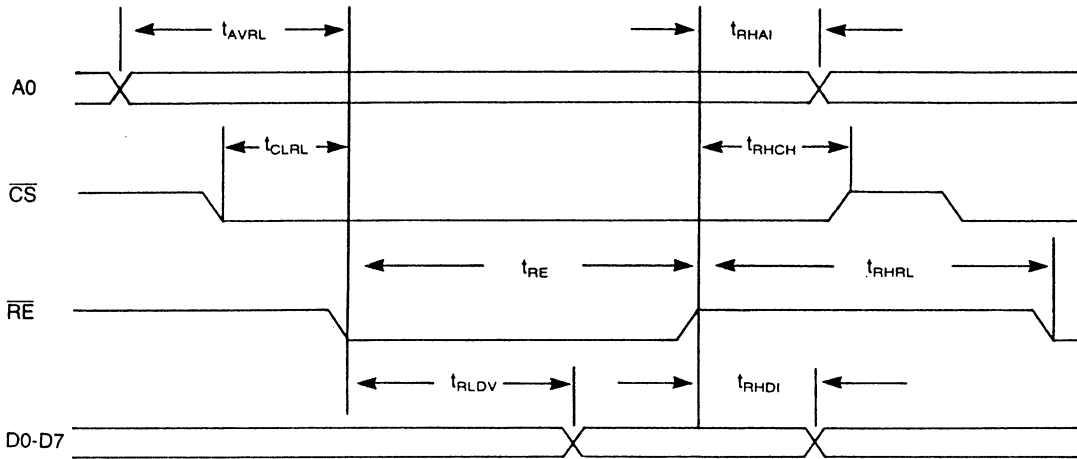 tAVRL tRHAI
A0
tCLRL tRHCH
CS
tRE tRHRL
RE
tRLDV tRHDI
D0-D7